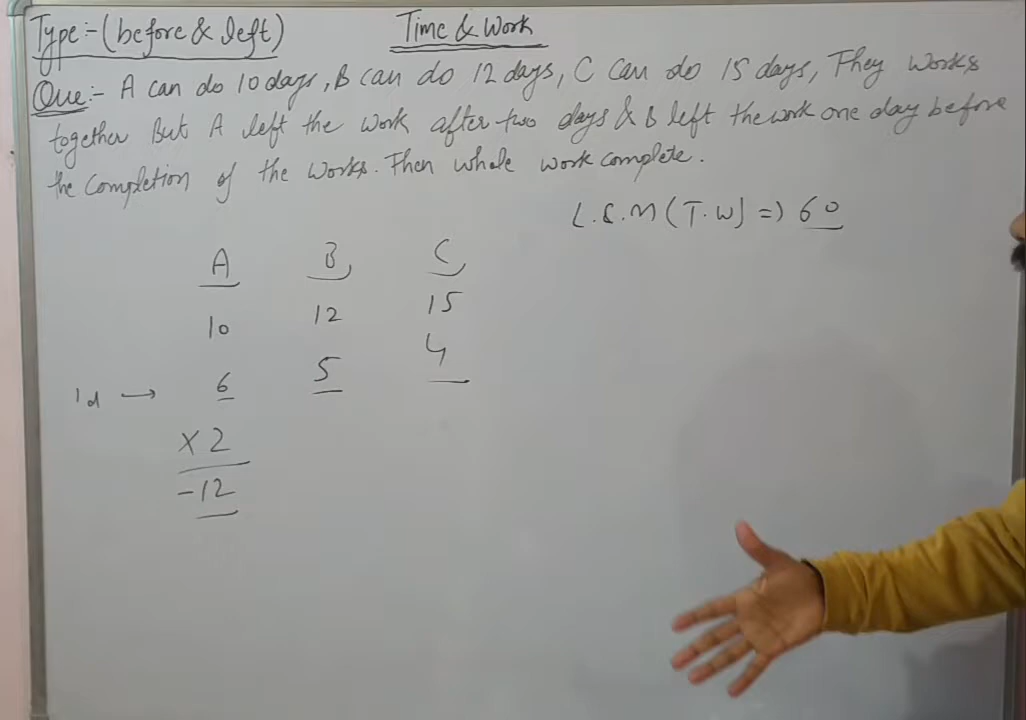 Type:-(before & left) Time & Work
Que:- A can do 10 days, B can do 12 days, C can do 15 days, They works
together But A left the work after two days & B left the work one day before
the Completion of the Works. Then whole work complete.
L.C.M (T.W) => 60
A B C
10 12 15
1d → 6 5 4
× 2
-12